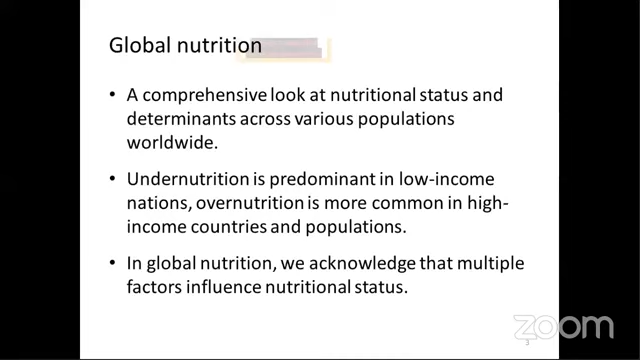 Global nutrition
• A comprehensive look at nutritional status and
determinants across various populations
worldwide.
• Undernutrition is predominant in low-income
nations, overnutrition is more common in high-
income countries and populations.
• In global nutrition, we acknowledge that multiple
factors influence nutritional status.
zoom
3